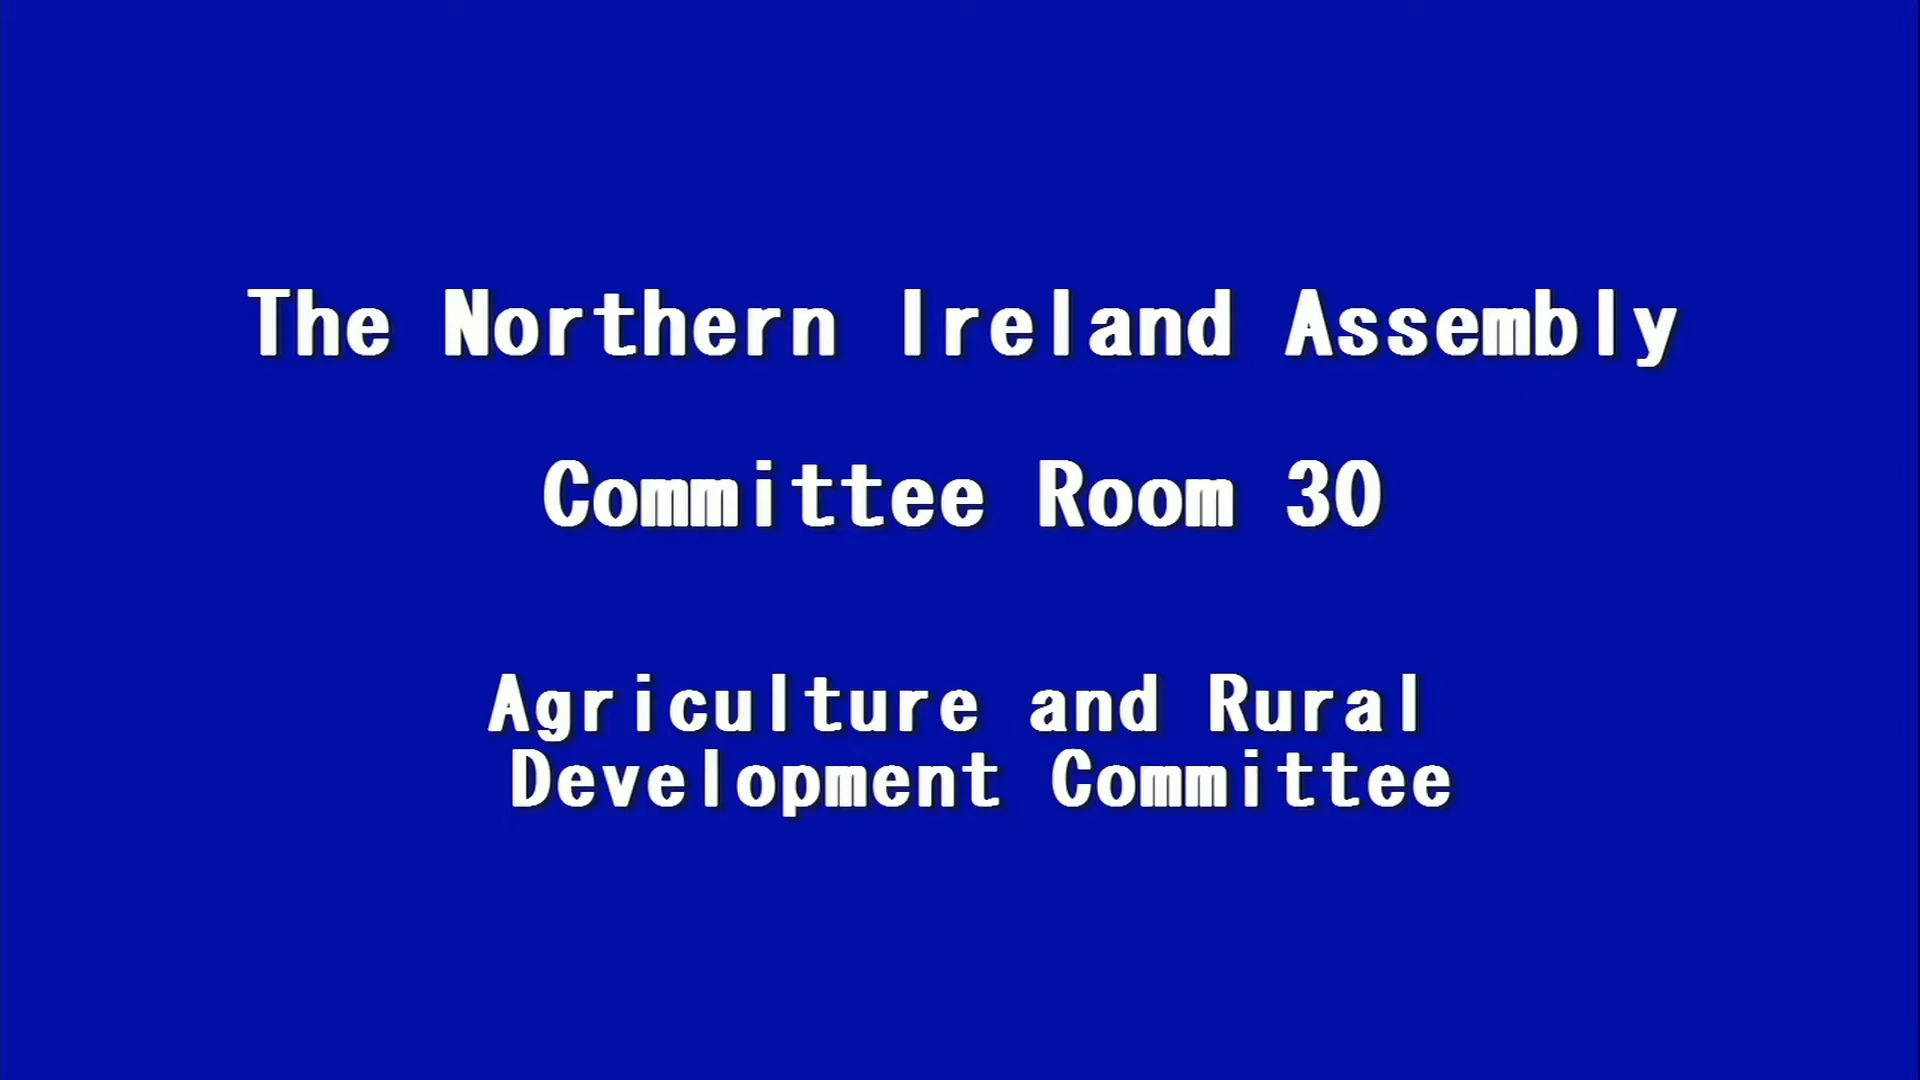 The Northern Ireland Assembly
Committee Room 30
Agriculture and Rural
Development Committee